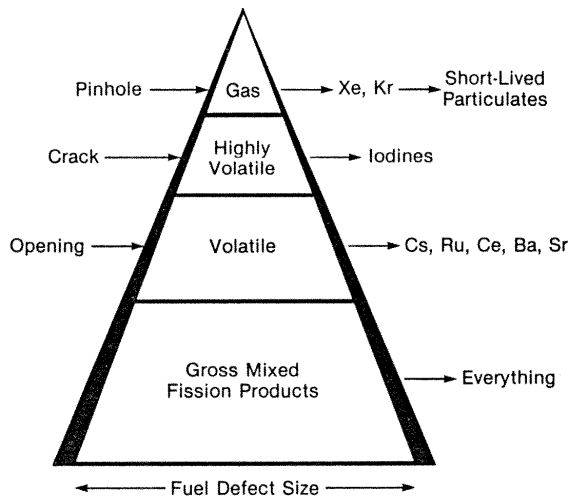 Pinhole
Gas
Xe, Kr
Short-Lived
Particulates
Crack
Highly
Volatile
Iodines
Opening
Volatile
Cs, Ru, Ce, Ba, Sr
Gross Mixed
Fission Products
Everything
Fuel Defect Size